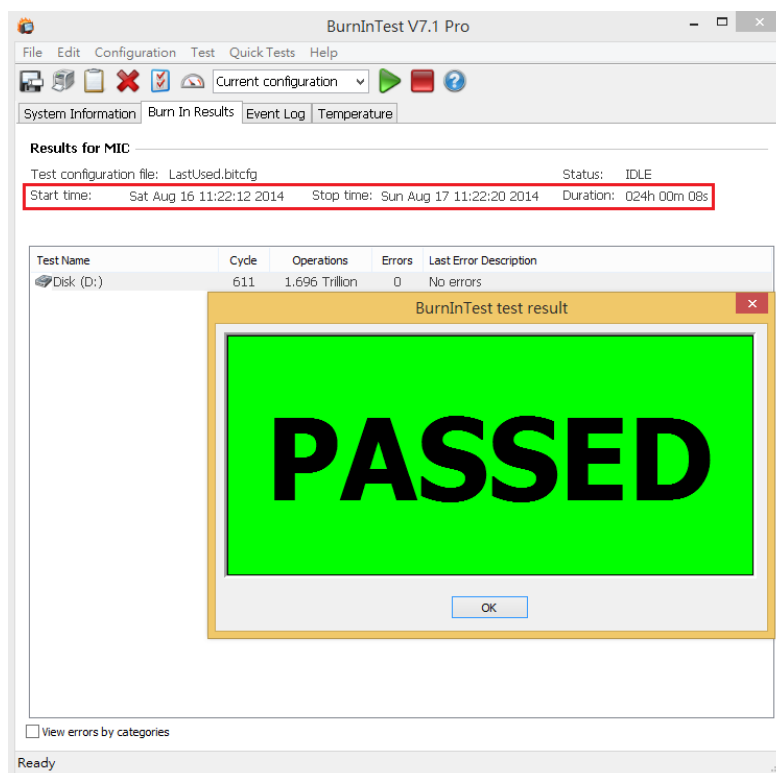 BurnInTest V7.1 Pro
File Edit Configuration Test Quick Tests Help
Current configuration
System Information Burn In Results Event Log Temperature
Results for MIC
Test configuration file: LastUsed.bitcfg Status: IDLE
Start time: Sat Aug 16 11:22:12 2014 Stop time: Sun Aug 17 11:22:20 2014 Duration: 024h 00m 08s
Test Name Cycle Operations Errors Last Error Description
Disk (D:) 611 1.696 Trillion 0 No errors
BurnInTest test result
PASSED
OK
View errors by categories
Ready